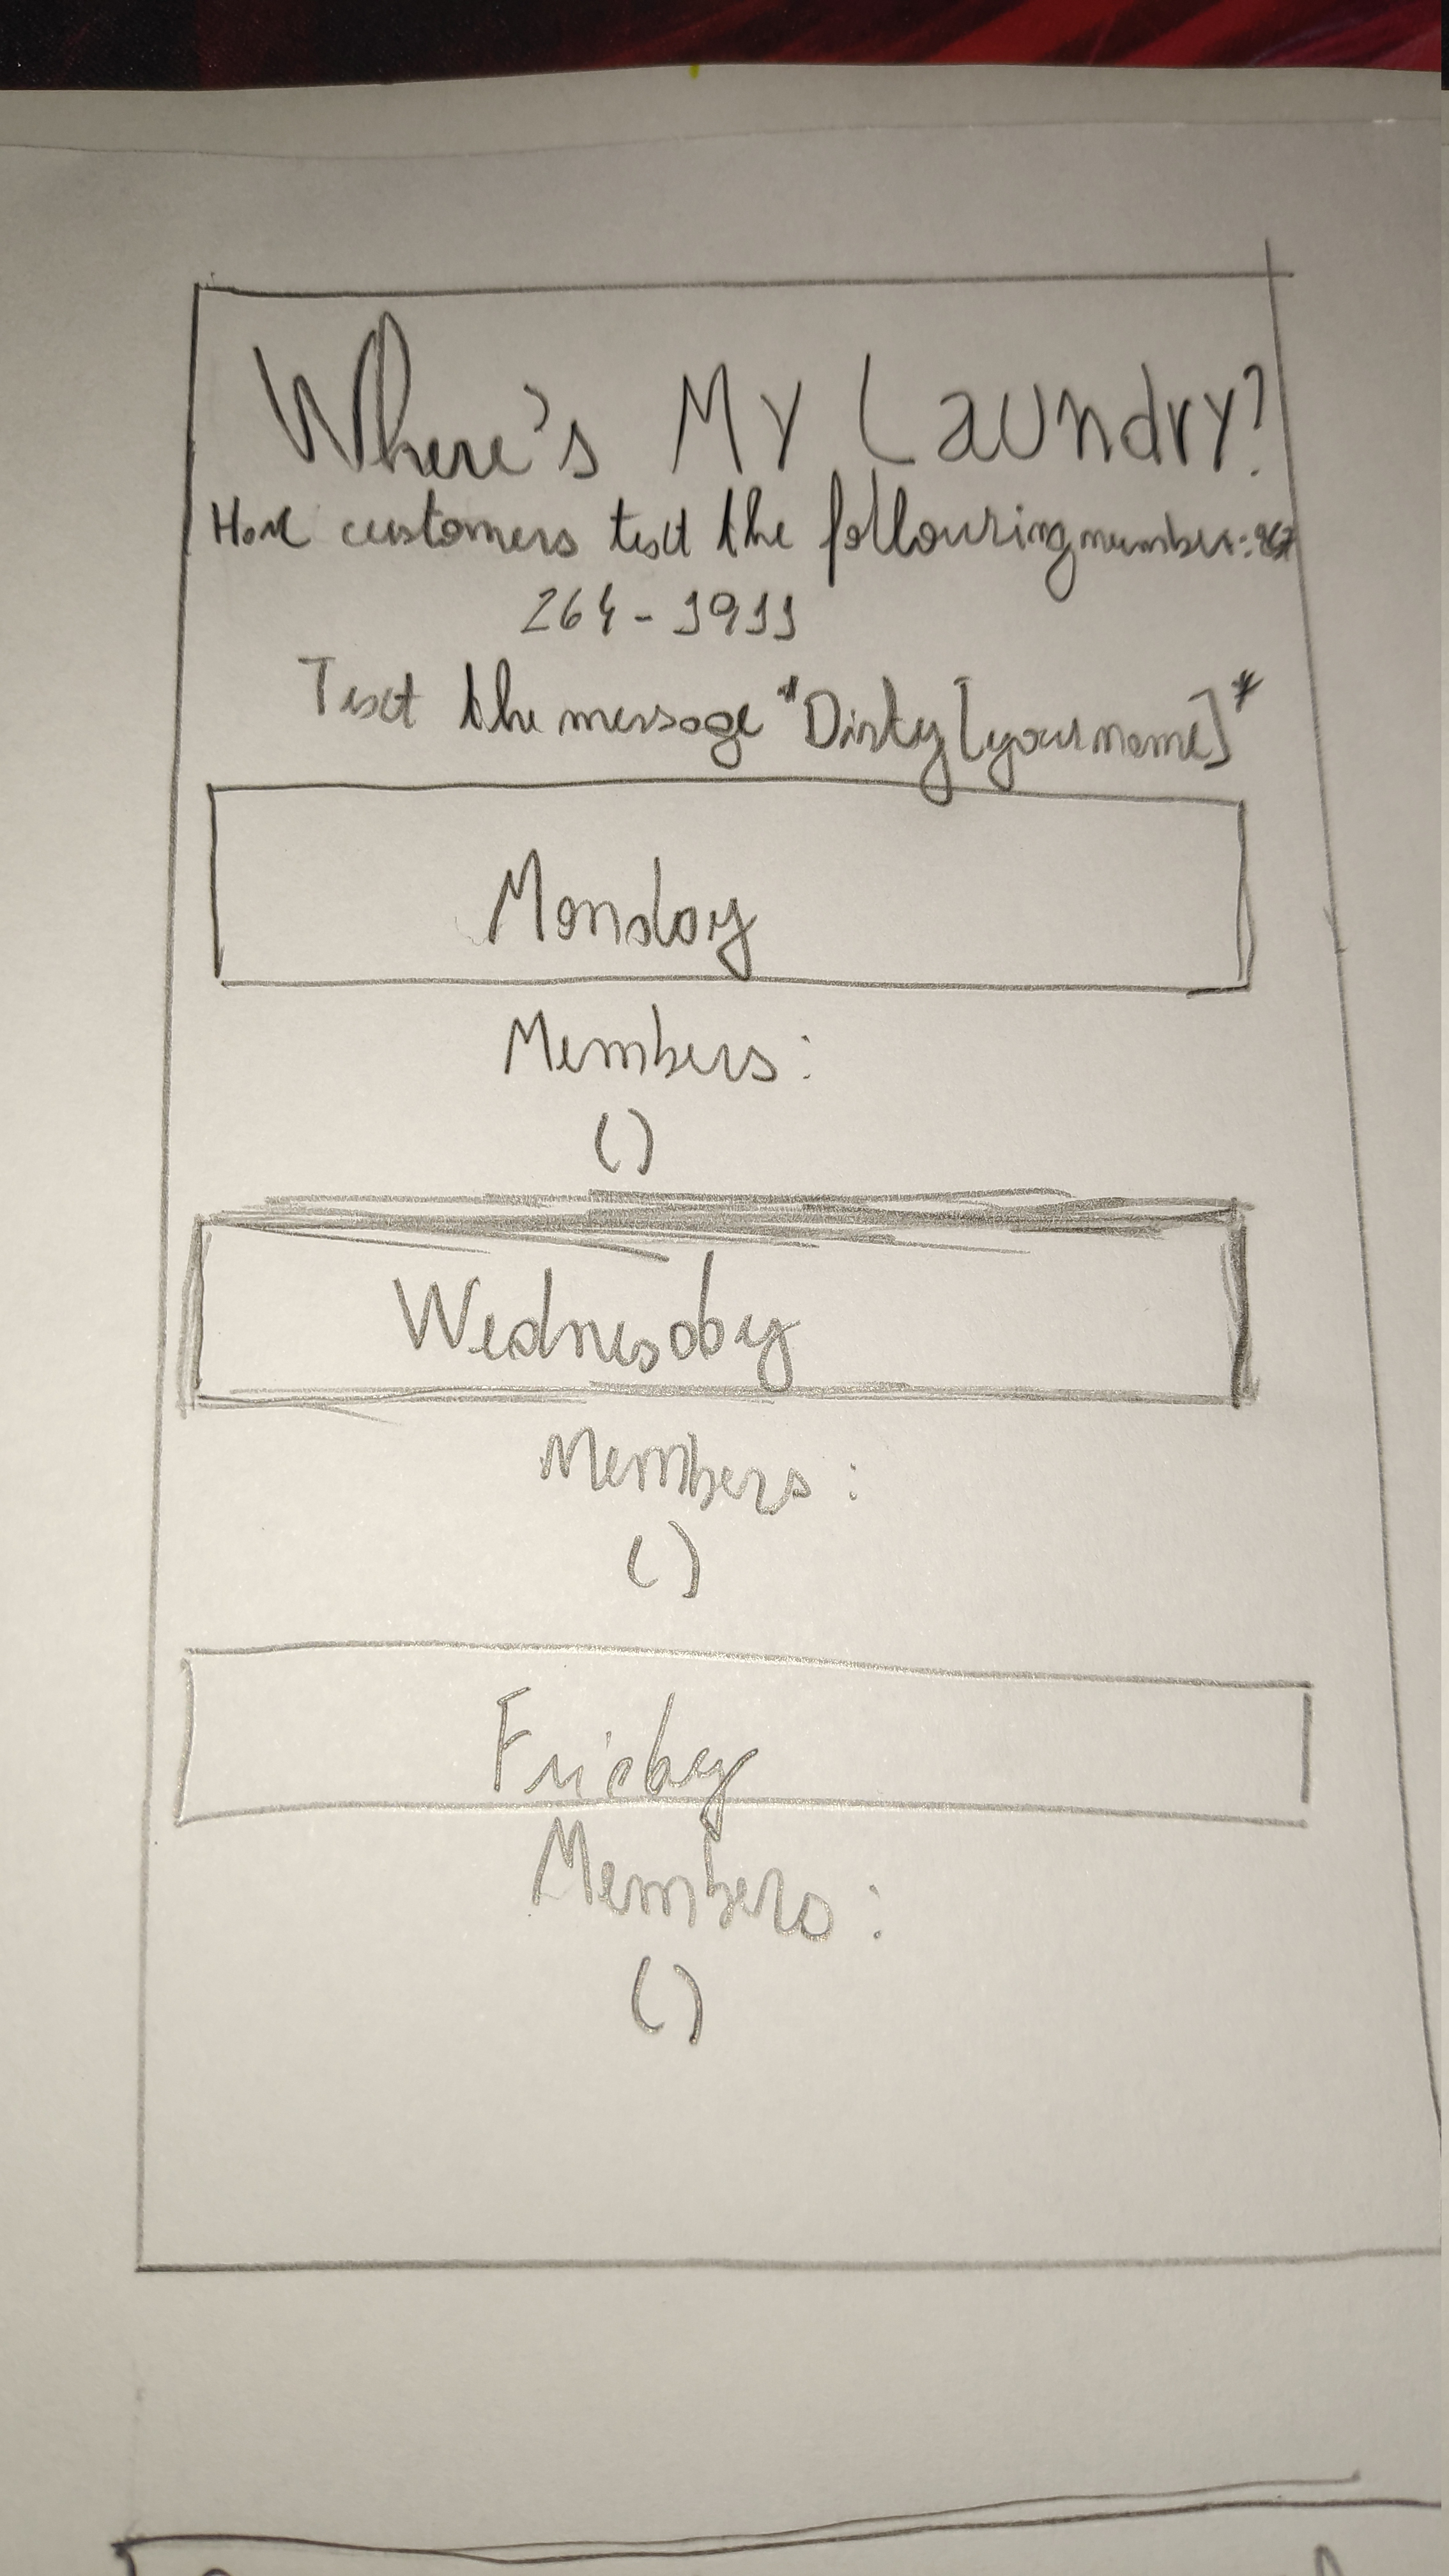 Where's My Laundry?
Have customers text the following number: 967
264-1911
Text the message "Dirty [your name]"
Monday
Members:
()
Wednesday
Members:
()
Friday
Members:
()